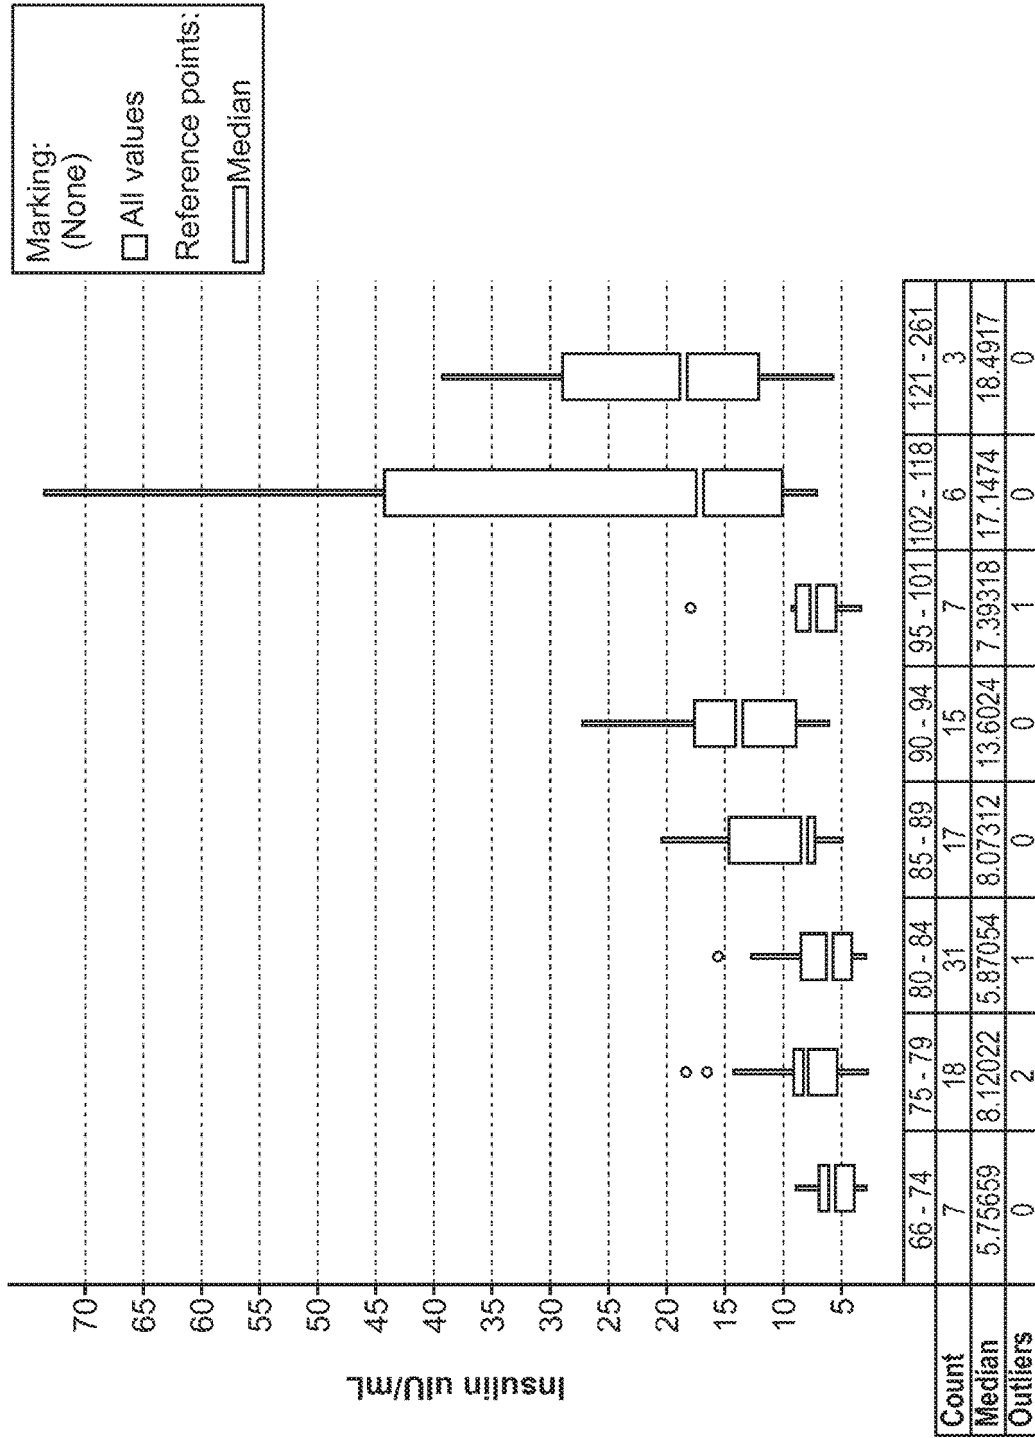 Marking:
(None)
All values
Reference points:
Median
Insulin uIU/mL
70
65
60
55
50
45
40
35
30
25
20
15
10
5
66 - 74 75 - 79 80 - 84 85 - 89 90 - 94 95 - 101 102 - 118 121 - 261
Count 7 18 31 17 15 7 6 3
Median 5.75659 8.12022 5.87054 8.07312 13.6024 7.39318 17.1474 18.4917
Outliers 0 2 1 0 0 1 0 0